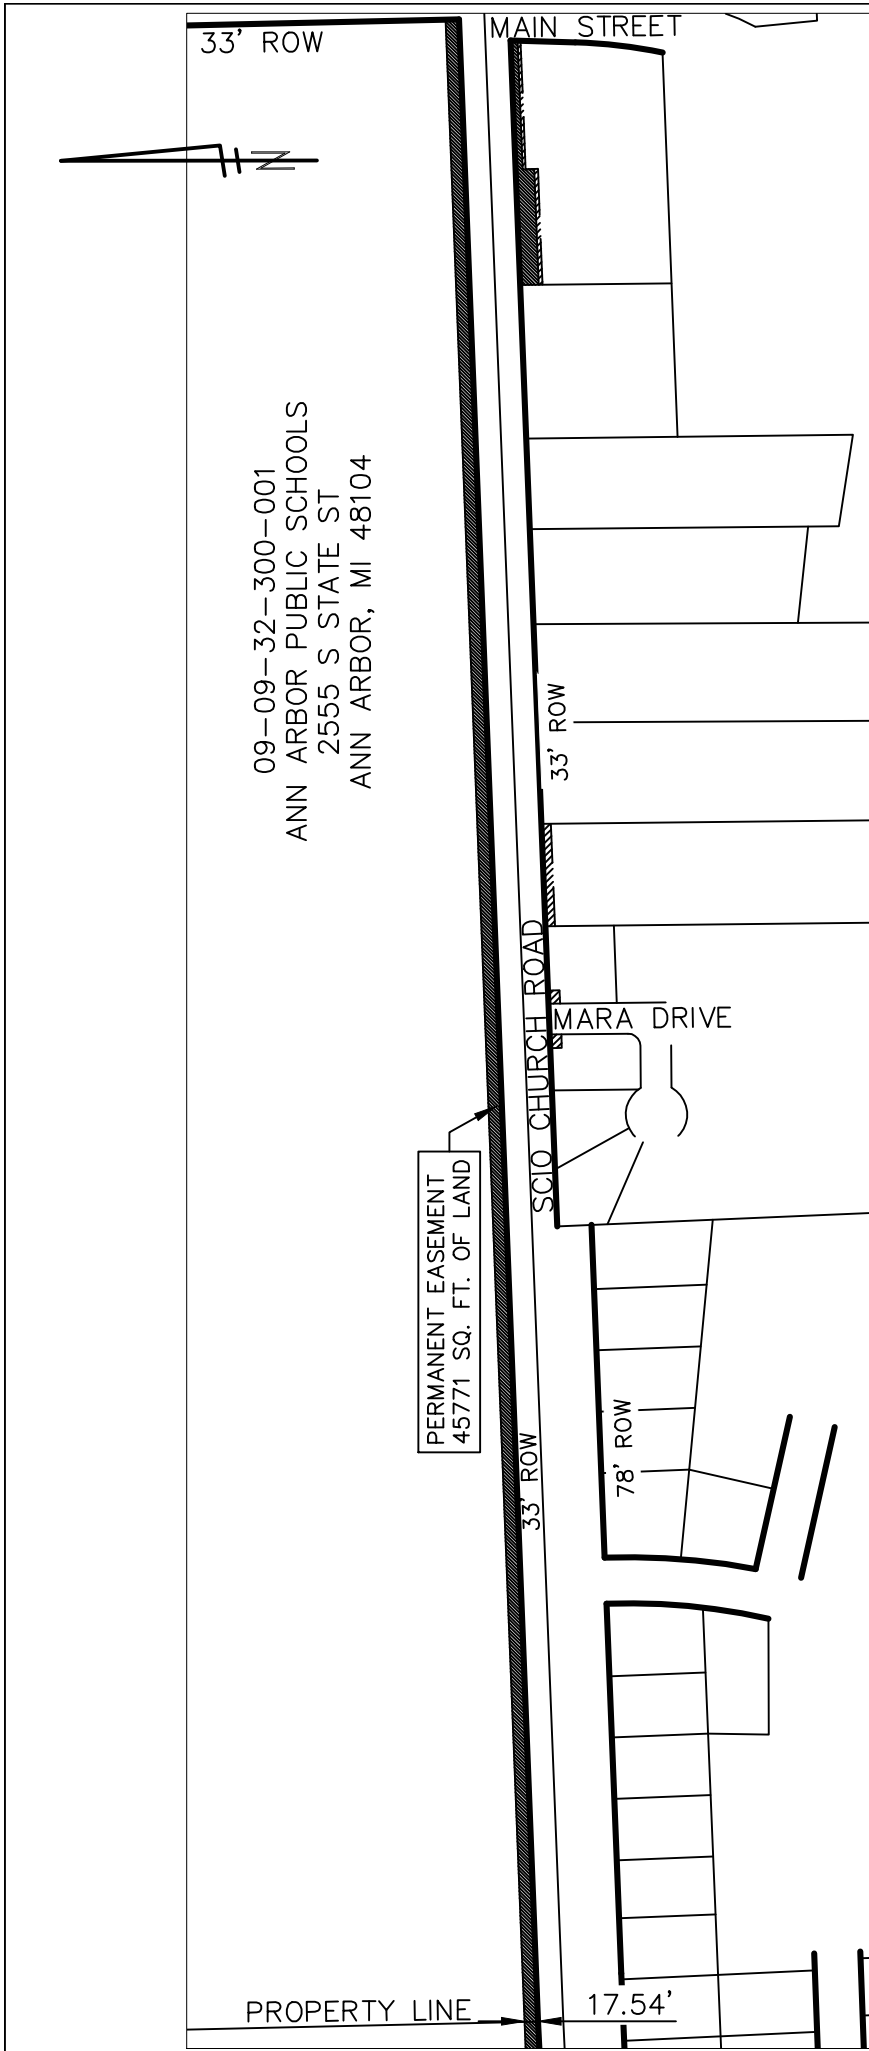 MAIN STREET
33' ROW
N
09-09-32-300-001
ANN ARBOR PUBLIC SCHOOLS
2555 S STATE ST
ANN ARBOR, MI 48104
33' ROW
SCIO CHURCH ROAD
MARA DRIVE
PERMANENT EASEMENT
45771 SQ. FT. OF LAND
33' ROW
78' ROW
PROPERTY LINE
17.54'